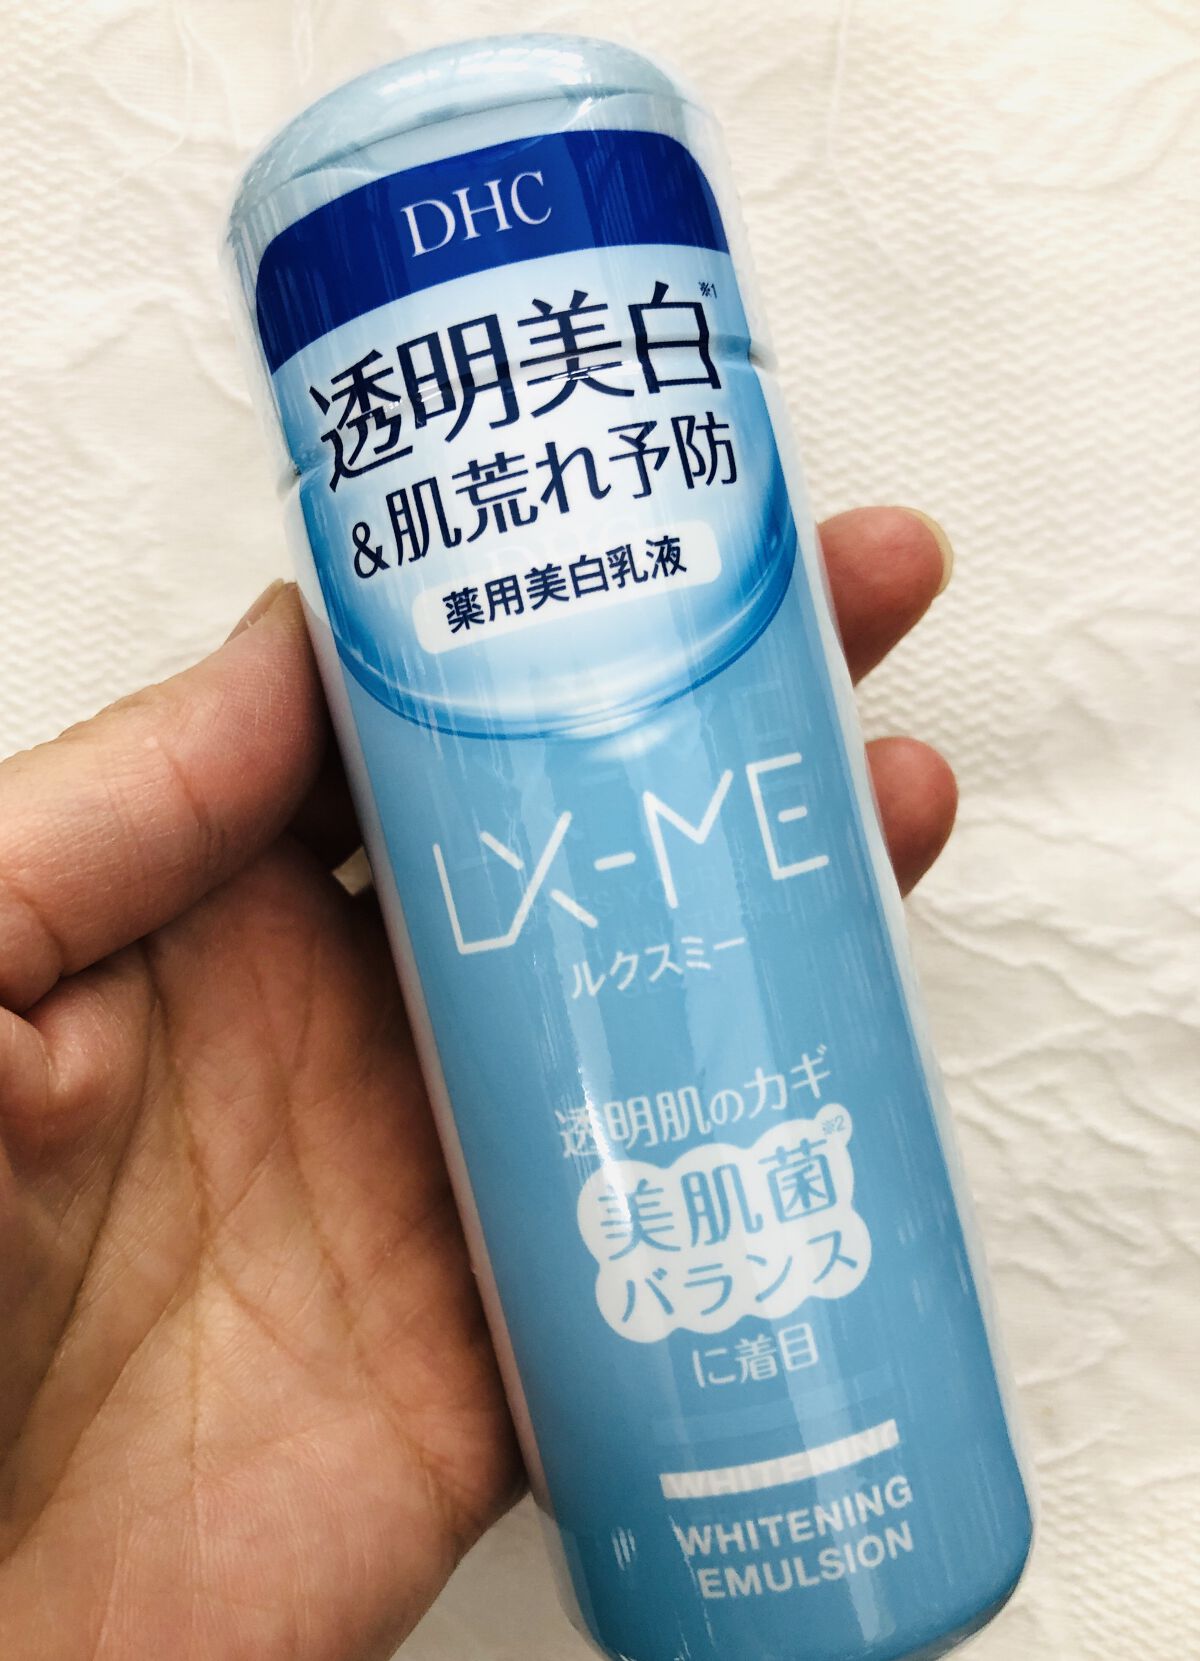 DHC
透明美白※1
&肌荒れ予防
薬用美白乳液
LX-ME
ルクスミー
透明肌のカギ
美肌菌※2
バランス
に着目
WHITENING
WHITENING
EMULSION